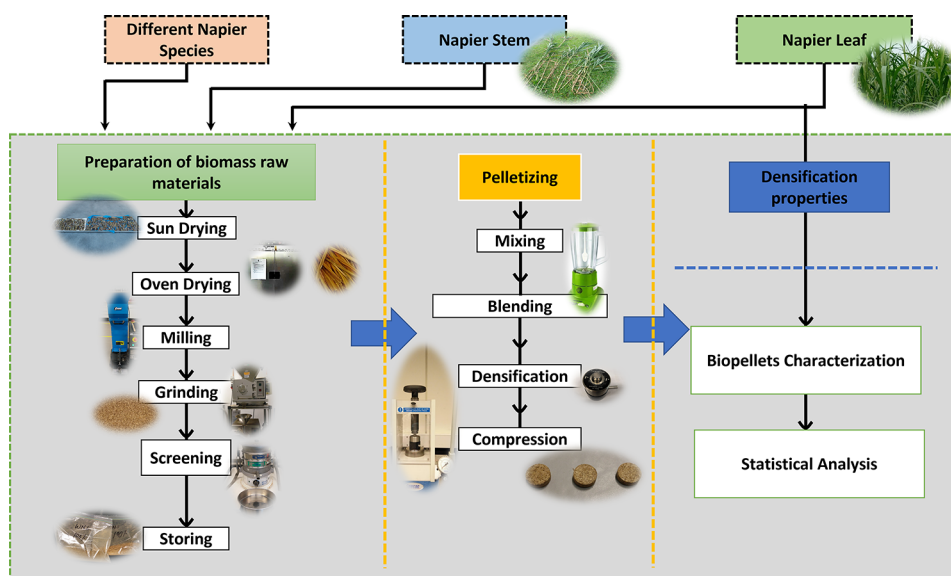 Different Napier
Species
Napier Stem
Napier Leaf
Preparation of biomass raw
materials
Sun Drying
Oven Drying
Milling
Grinding
Screening
Storing
Pelletizing
Mixing
Blending
Densification
Compression
Densification
properties
Biopellets Characterization
Statistical Analysis